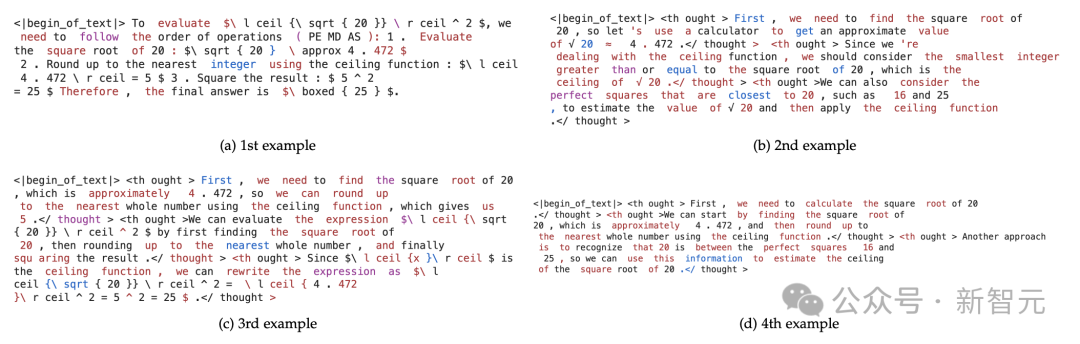 <|begin_of_text|> To evaluate $\ l ceil {\ sqrt { 20 }} \ r ceil ^ 2 $, we
need to follow the order of operations ( PE MD AS ): 1 . Evaluate
the square root of 20 : $\ sqrt { 20 } \ approx 4 . 472 $
2 . Round up to the nearest integer using the ceiling function : $\ l ceil
4 . 472 \ r ceil = 5 $ 3 . Square the result : $ 5 ^ 2
= 25 $ Therefore , the final answer is $\ boxed { 25 } $.
(a) 1st example
<|begin_of_text|> <th ought > First , we need to find the square root of
20 , so let 's use a calculator to get an approximate value
of √ 20 ≈ 4 . 472 .</ thought > <th ought > Since we 're
dealing with the ceiling function , we should consider the smallest integer
greater than or equal to the square root of 20 , which is the
ceiling of √ 20 .</ thought > <th ought >We can also consider the
perfect squares that are closest to 20 , such as 16 and 25
, to estimate the value of √ 20 and then apply the ceiling function
.</ thought >
(b) 2nd example
<|begin_of_text|> <th ought > First , we need to find the square root of 20
, which is approximately 4 . 472 , so we can round up
to the nearest whole number using the ceiling function , which gives us
5 .</ thought > <th ought >We can evaluate the expression $\ l ceil {\ sqrt
{ 20 }} \ r ceil ^ 2 $ by first finding the square root of
20 , then rounding up to the nearest whole number , and finally
squ aring the result .</ thought > <th ought > Since $\ l ceil {x }\ r ceil $ is
the ceiling function , we can rewrite the expression as $\ l
ceil {\ sqrt { 20 }} \ r ceil ^ 2 = \ l ceil { 4 . 472
}\ r ceil ^ 2 = 5 ^ 2 = 25 $ .</ thought >
(c) 3rd example
<|begin_of_text|> <th ought > First , we need to calculate the square root of 20
.</ thought > <th ought >We can start by finding the square root of
20 , which is approximately 4 . 472 , and then round up to
the nearest whole number using the ceiling function .</ thought > <th ought > Another approach
is to recognize that 20 is between the perfect squares 16 and
25 , so we can use this information to estimate the ceiling
of the square root of 20 .</ thought >
(d) 4th example
公众号 · 新智元